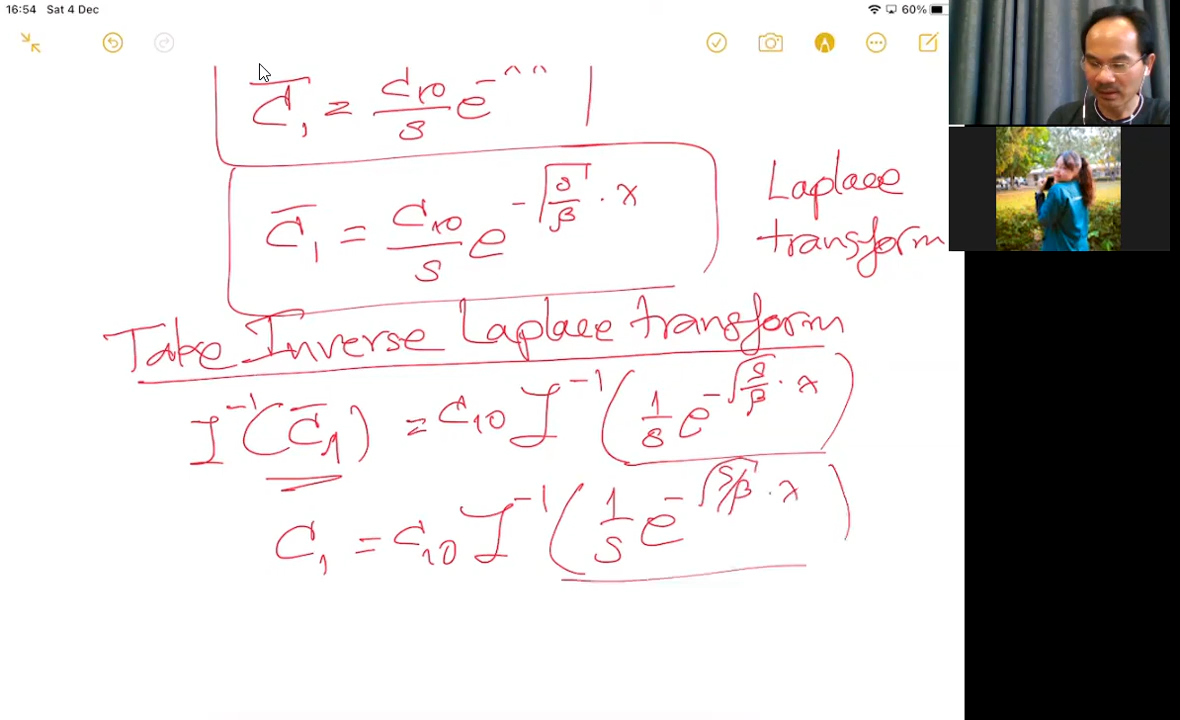 16:54 Sat 4 Dec 60%
C̄₁ = C₁₀/s e
C̄₁ = C₁₀/s e^(-√(s/β) · x)
Laplace
transform
Take Inverse Laplace transform
L⁻¹(C̄₁) = C₁₀ L⁻¹(1/s e^(-√(s/β) · x))
C₁ = C₁₀ L⁻¹(1/s e^(-√(s/β) · x))